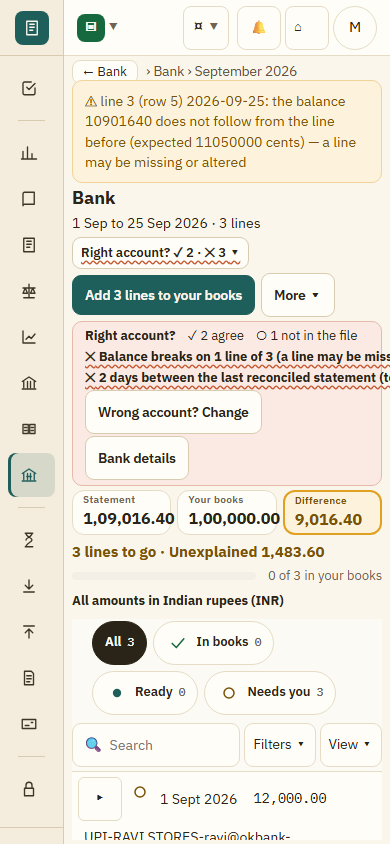 M
← Bank › Bank › September 2026
⚠ line 3 (row 5) 2026-09-25: the balance
10901640 does not follow from the line
before (expected 11050000 cents) — a line
may be missing or altered
Bank
1 Sep to 25 Sep 2026 · 3 lines
Right account? ✓ 2 · ✕ 3 ▾
Add 3 lines to your books More ▾
Right account? ✓ 2 agree ○ 1 not in the file
✕ Balance breaks on 1 line of 3 (a line may be miss
✕ 2 days between the last reconciled statement (t
Wrong account? Change
Bank details
Statement Your books Difference
1,09,016.40 1,00,000.00 9,016.40
3 lines to go · Unexplained 1,483.60
0 of 3 in your books
All amounts in Indian rupees (INR)
All 3 ✓ In books 0
● Ready 0 ○ Needs you 3
Search Filters ▾ View ▾
▸ ○ 1 Sept 2026 12,000.00
UPI-RAVI STORES-ravi@okbank-